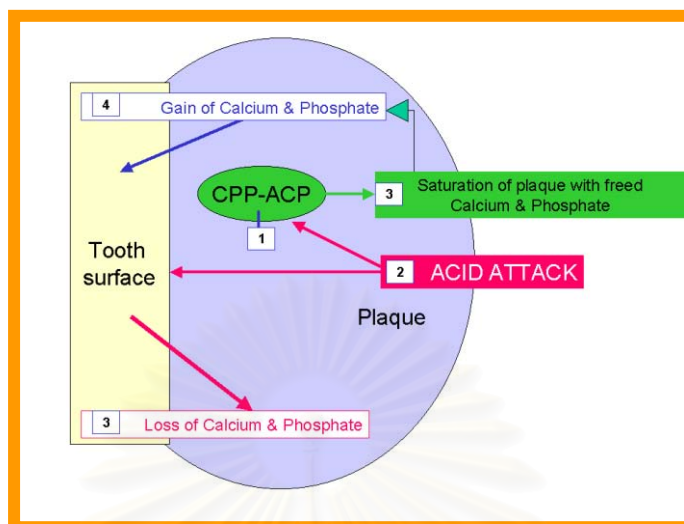 4 Gain of Calcium & Phosphate
CPP-ACP
3 Saturation of plaque with freed
Calcium & Phosphate
1
2 ACID ATTACK
Tooth
surface
Plaque
3 Loss of Calcium & Phosphate